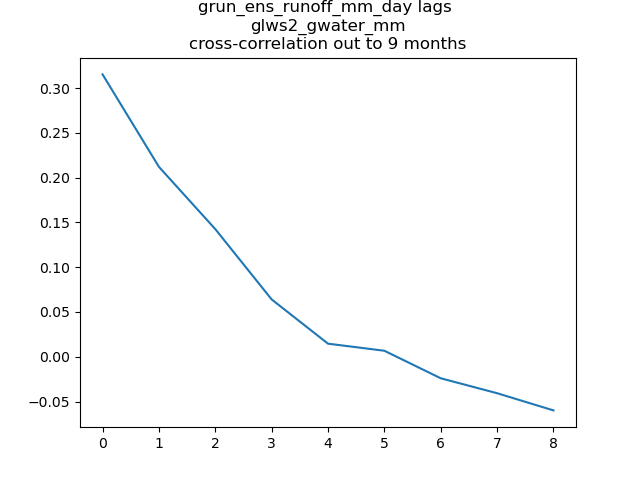 grun_ens_runoff_mm_day lags
glws2_gwater_mm
cross-correlation out to 9 months
0.30
0.25
0.20
0.15
0.10
0.05
0.00
−0.05
0 1 2 3 4 5 6 7 8